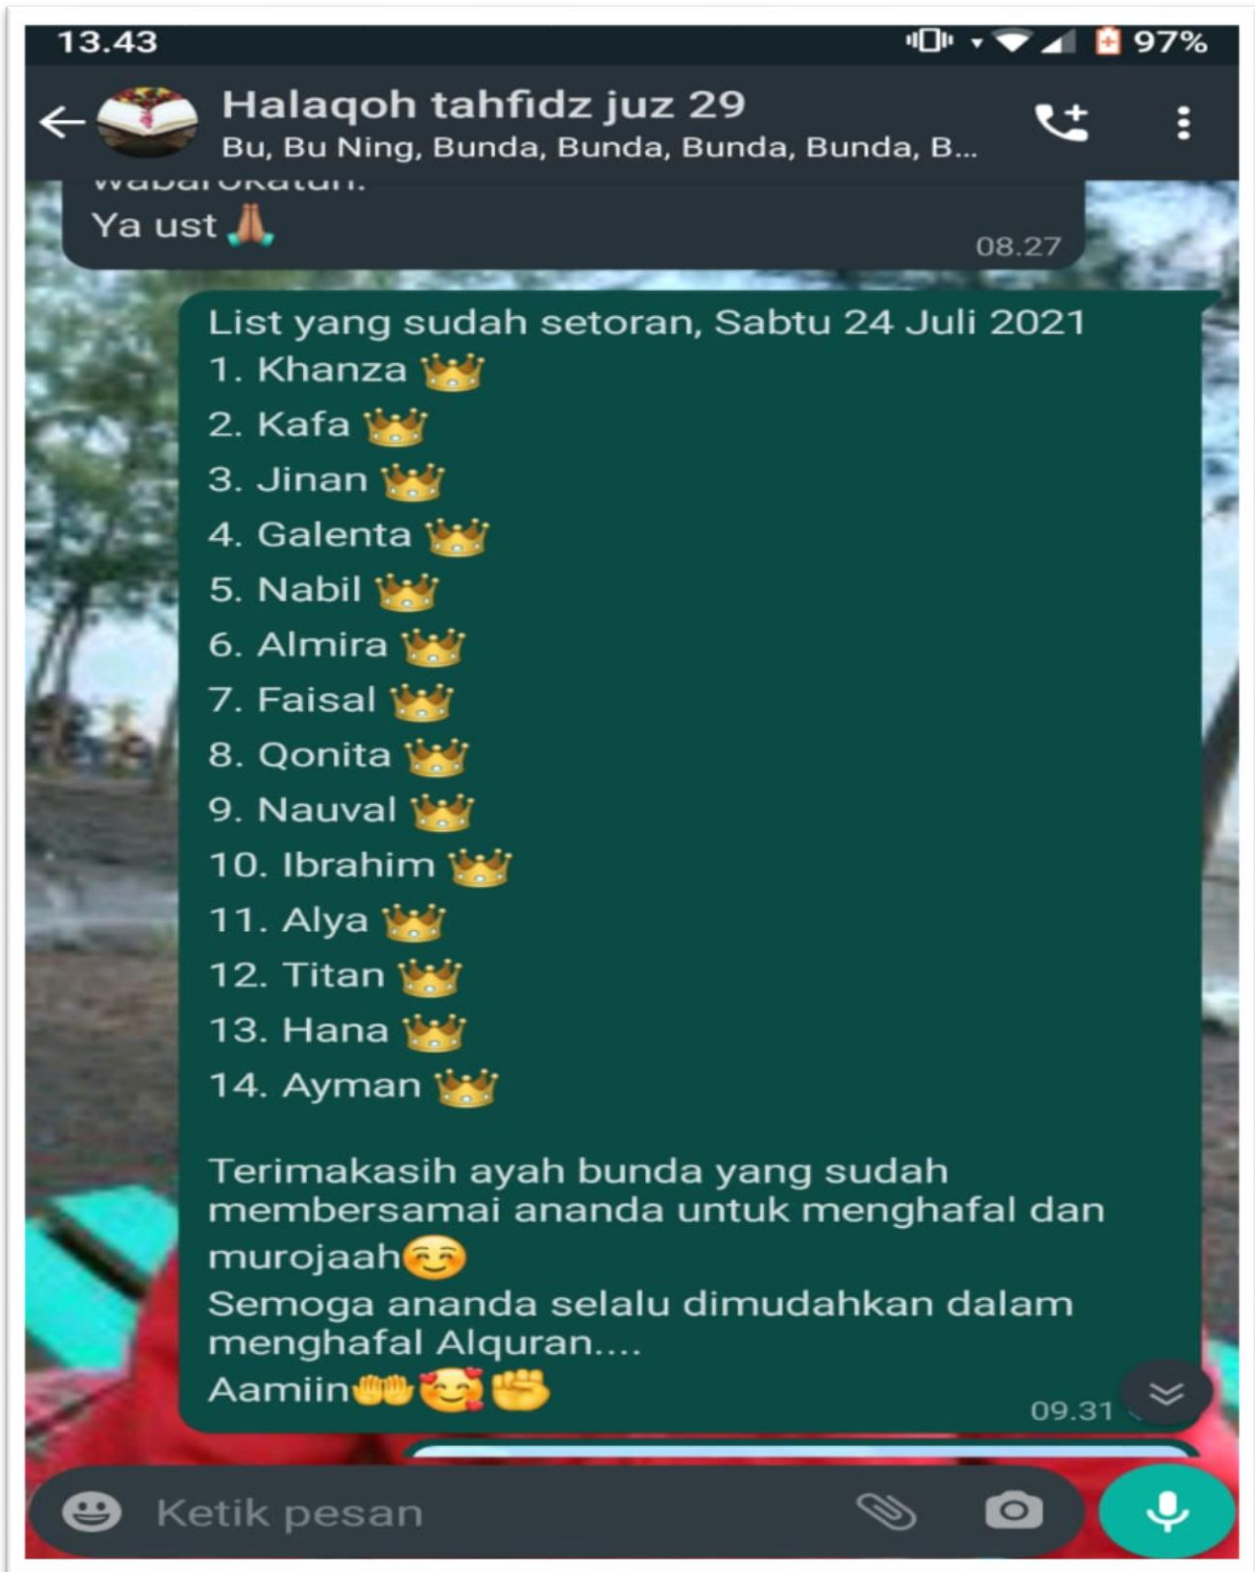 13.43
97%
Halaqoh tahfidz juz 29
Bu, Bu Ning, Bunda, Bunda, Bunda, Bunda, B...
wabarokatuh.
Ya ust 🙏🏽
08.27
List yang sudah setoran, Sabtu 24 Juli 2021
1. Khanza 👑
2. Kafa 👑
3. Jinan 👑
4. Galenta 👑
5. Nabil 👑
6. Almira 👑
7. Faisal 👑
8. Qonita 👑
9. Nauval 👑
10. Ibrahim 👑
11. Alya 👑
12. Titan 👑
13. Hana 👑
14. Ayman 👑
Terimakasih ayah bunda yang sudah
membersamai ananda untuk menghafal dan
murojaah☺️
Semoga ananda selalu dimudahkan dalam
menghafal Alquran....
Aamiin🤲🥰✊
09.31
Ketik pesan